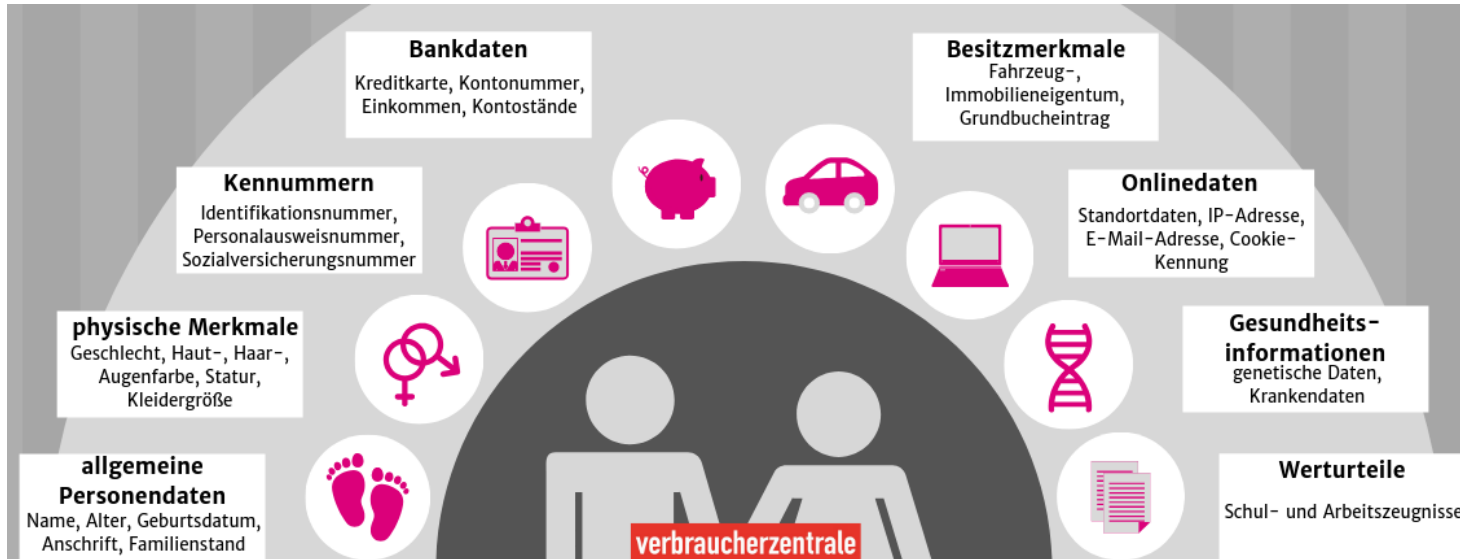 Bankdaten
Kreditkarte, Kontonummer,
Einkommen, Kontostände
Besitzmerkmale
Fahrzeug-,
Immobilieneigentum,
Grundbucheintrag
Kennummern
Identifikationsnummer,
Personalausweisnummer,
Sozialversicherungsnummer
Onlinedaten
Standortdaten, IP-Adresse,
E-Mail-Adresse, Cookie-
Kennung
physische Merkmale
Geschlecht, Haut-, Haar-,
Augenfarbe, Statur,
Kleidergröße
Gesundheits-
informationen
genetische Daten,
Krankendaten
allgemeine
Personendaten
Name, Alter, Geburtsdatum,
Anschrift, Familienstand
Werturteile
Schul- und Arbeitszeugnisse
verbraucherzentrale